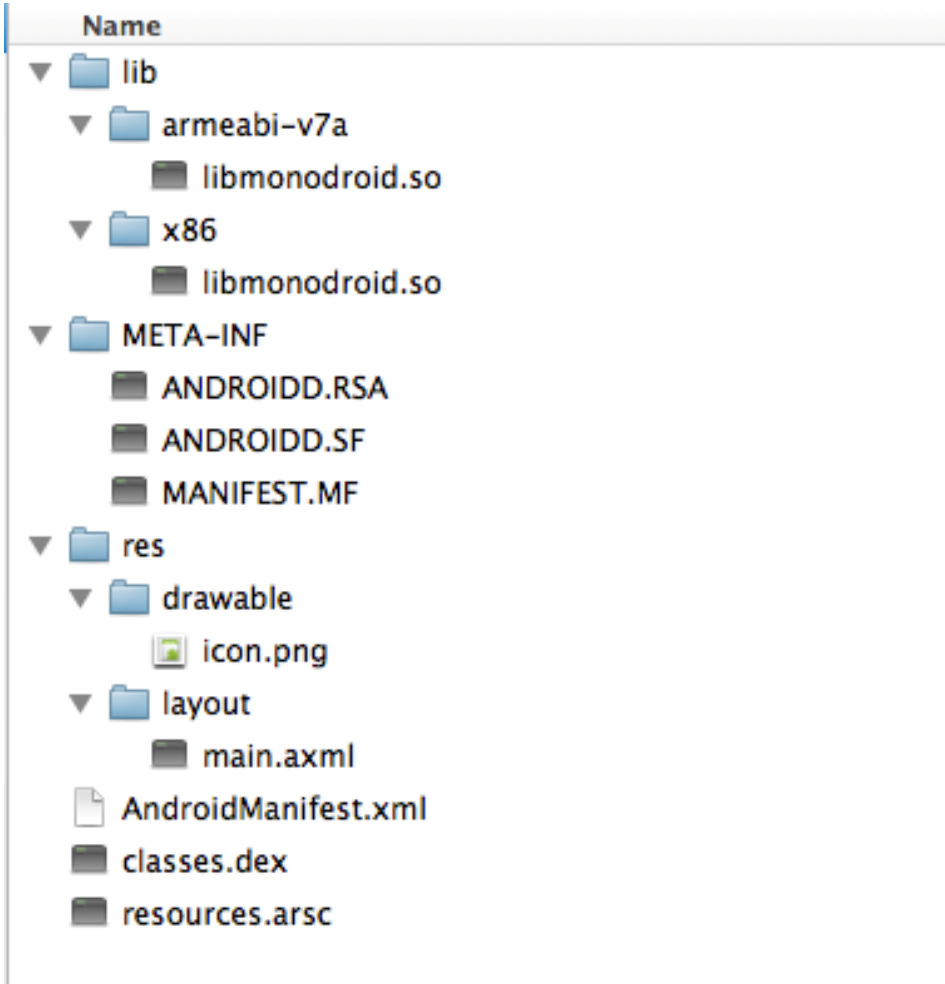 Name
lib
armeabi-v7a
libmonodroid.so
x86
libmonodroid.so
META-INF
ANDROIDD.RSA
ANDROIDD.SF
MANIFEST.MF
res
drawable
icon.png
layout
main.axml
AndroidManifest.xml
classes.dex
resources.arsc